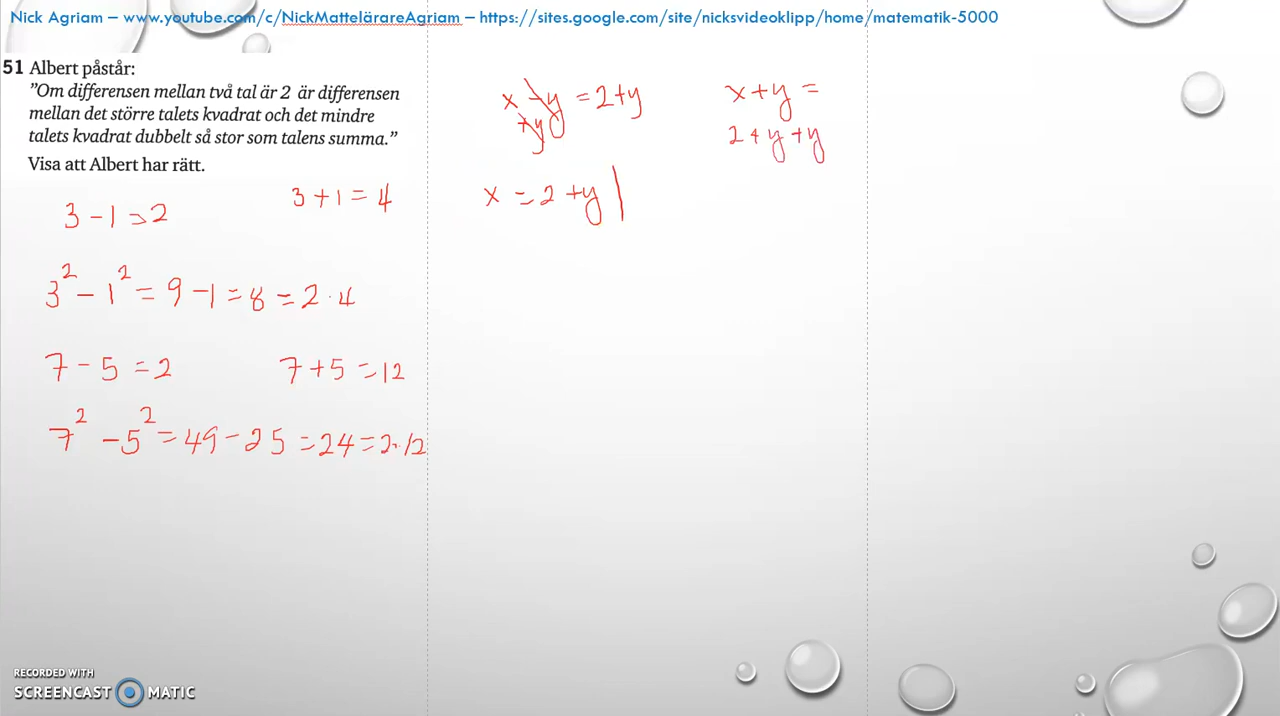 Nick Agriam – www.youtube.com/c/NickMattelärareAgriam – https://sites.google.com/site/nicksvideoklipp/home/matematik-5000
51 Albert påstår:
”Om differensen mellan två tal är 2 är differensen
mellan det större talets kvadrat och det mindre
talets kvadrat dubbelt så stor som talens summa.”
Visa att Albert har rätt.
3 - 1 = 2
3 + 1 = 4
3² - 1² = 9 - 1 = 8 = 2 · 4
7 - 5 = 2
7 + 5 = 12
7² - 5² = 49 - 25 = 24 = 2 · 12
x - y = 2 + y
+y
x = 2 + y |
x + y =
2 + y + y
RECORDED WITH
SCREENCAST MATIC